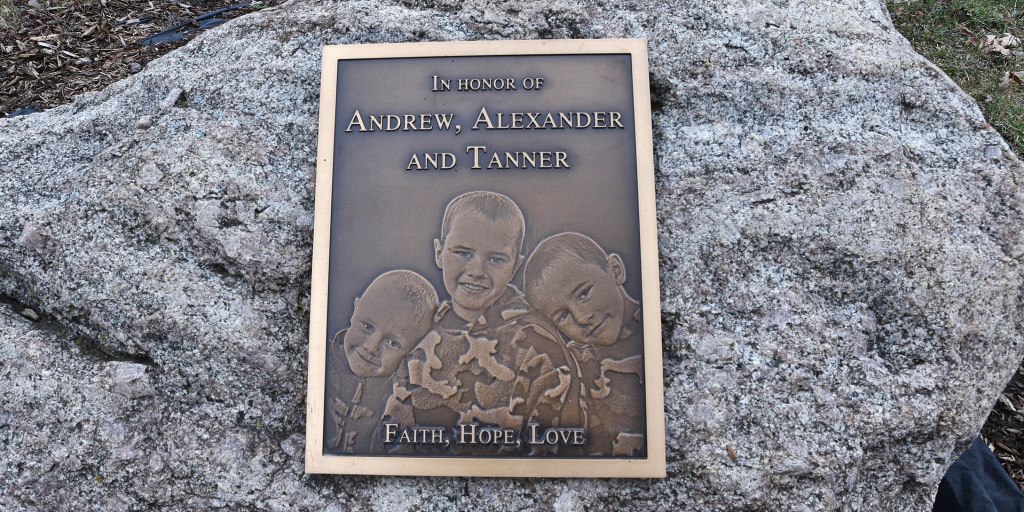 In honor of
Andrew, Alexander
and Tanner
Faith, Hope, Love